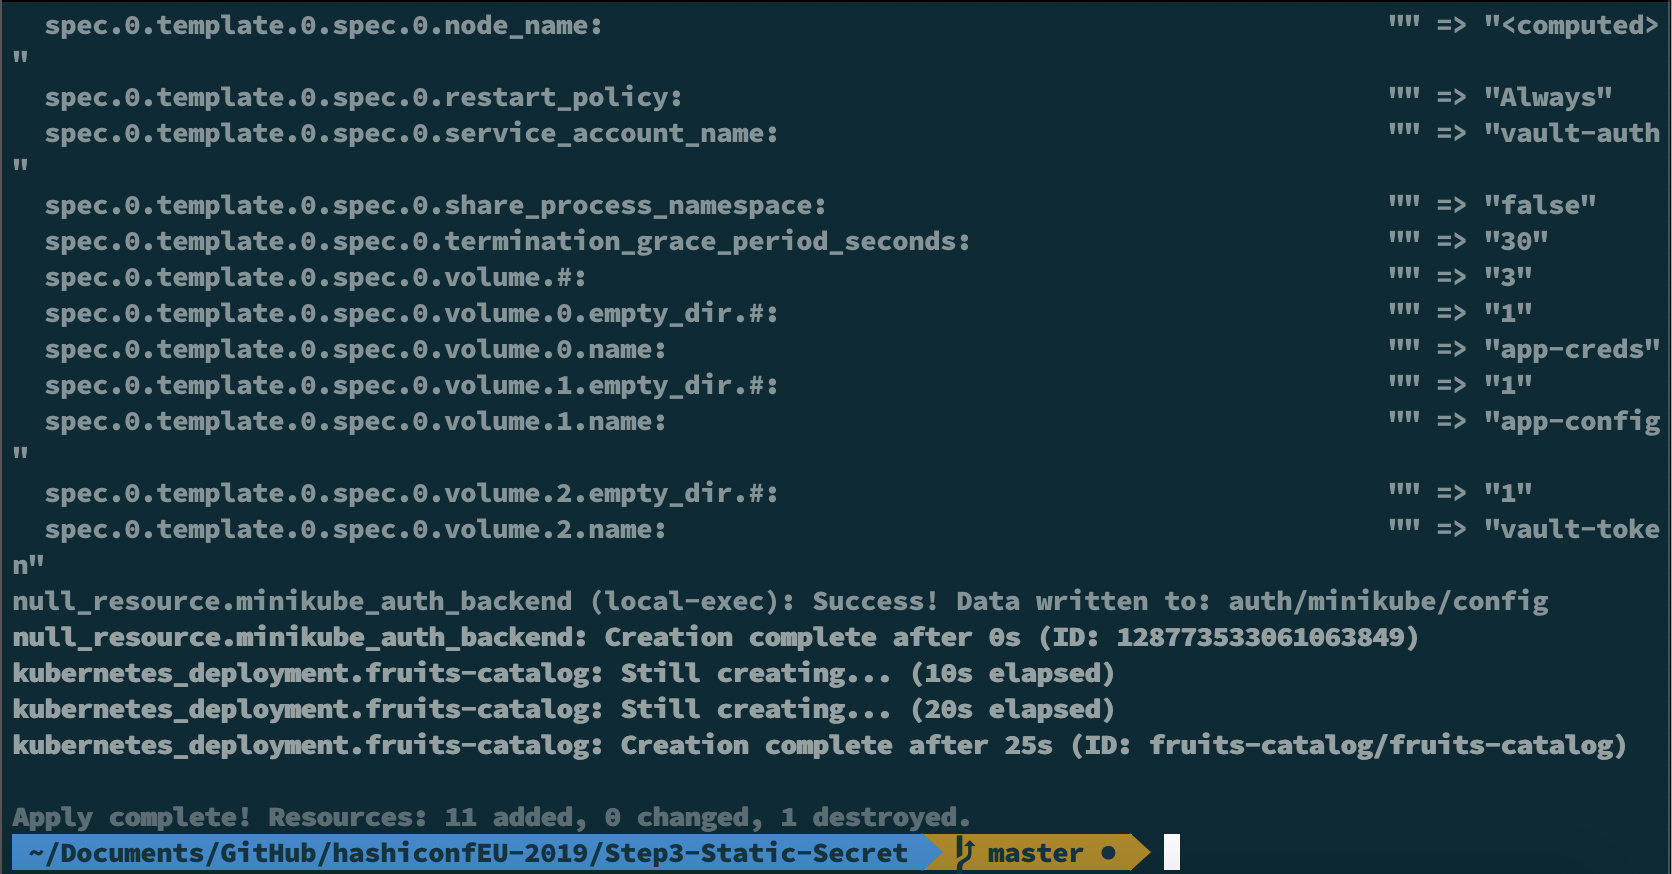 spec.0.template.0.spec.0.node_name: "" => "<computed>
"
spec.0.template.0.spec.0.restart_policy: "" => "Always"
spec.0.template.0.spec.0.service_account_name: "" => "vault-auth
"
spec.0.template.0.spec.0.share_process_namespace: "" => "false"
spec.0.template.0.spec.0.termination_grace_period_seconds: "" => "30"
spec.0.template.0.spec.0.volume.#: "" => "3"
spec.0.template.0.spec.0.volume.0.empty_dir.#: "" => "1"
spec.0.template.0.spec.0.volume.0.name: "" => "app-creds"
spec.0.template.0.spec.0.volume.1.empty_dir.#: "" => "1"
spec.0.template.0.spec.0.volume.1.name: "" => "app-config
"
spec.0.template.0.spec.0.volume.2.empty_dir.#: "" => "1"
spec.0.template.0.spec.0.volume.2.name: "" => "vault-toke
n"
null_resource.minikube_auth_backend (local-exec): Success! Data written to: auth/minikube/config
null_resource.minikube_auth_backend: Creation complete after 0s (ID: 128773533061063849)
kubernetes_deployment.fruits-catalog: Still creating... (10s elapsed)
kubernetes_deployment.fruits-catalog: Still creating... (20s elapsed)
kubernetes_deployment.fruits-catalog: Creation complete after 25s (ID: fruits-catalog/fruits-catalog)
Apply complete! Resources: 11 added, 0 changed, 1 destroyed.
~/Documents/GitHub/hashiconfEU-2019/Step3-Static-Secret master ●